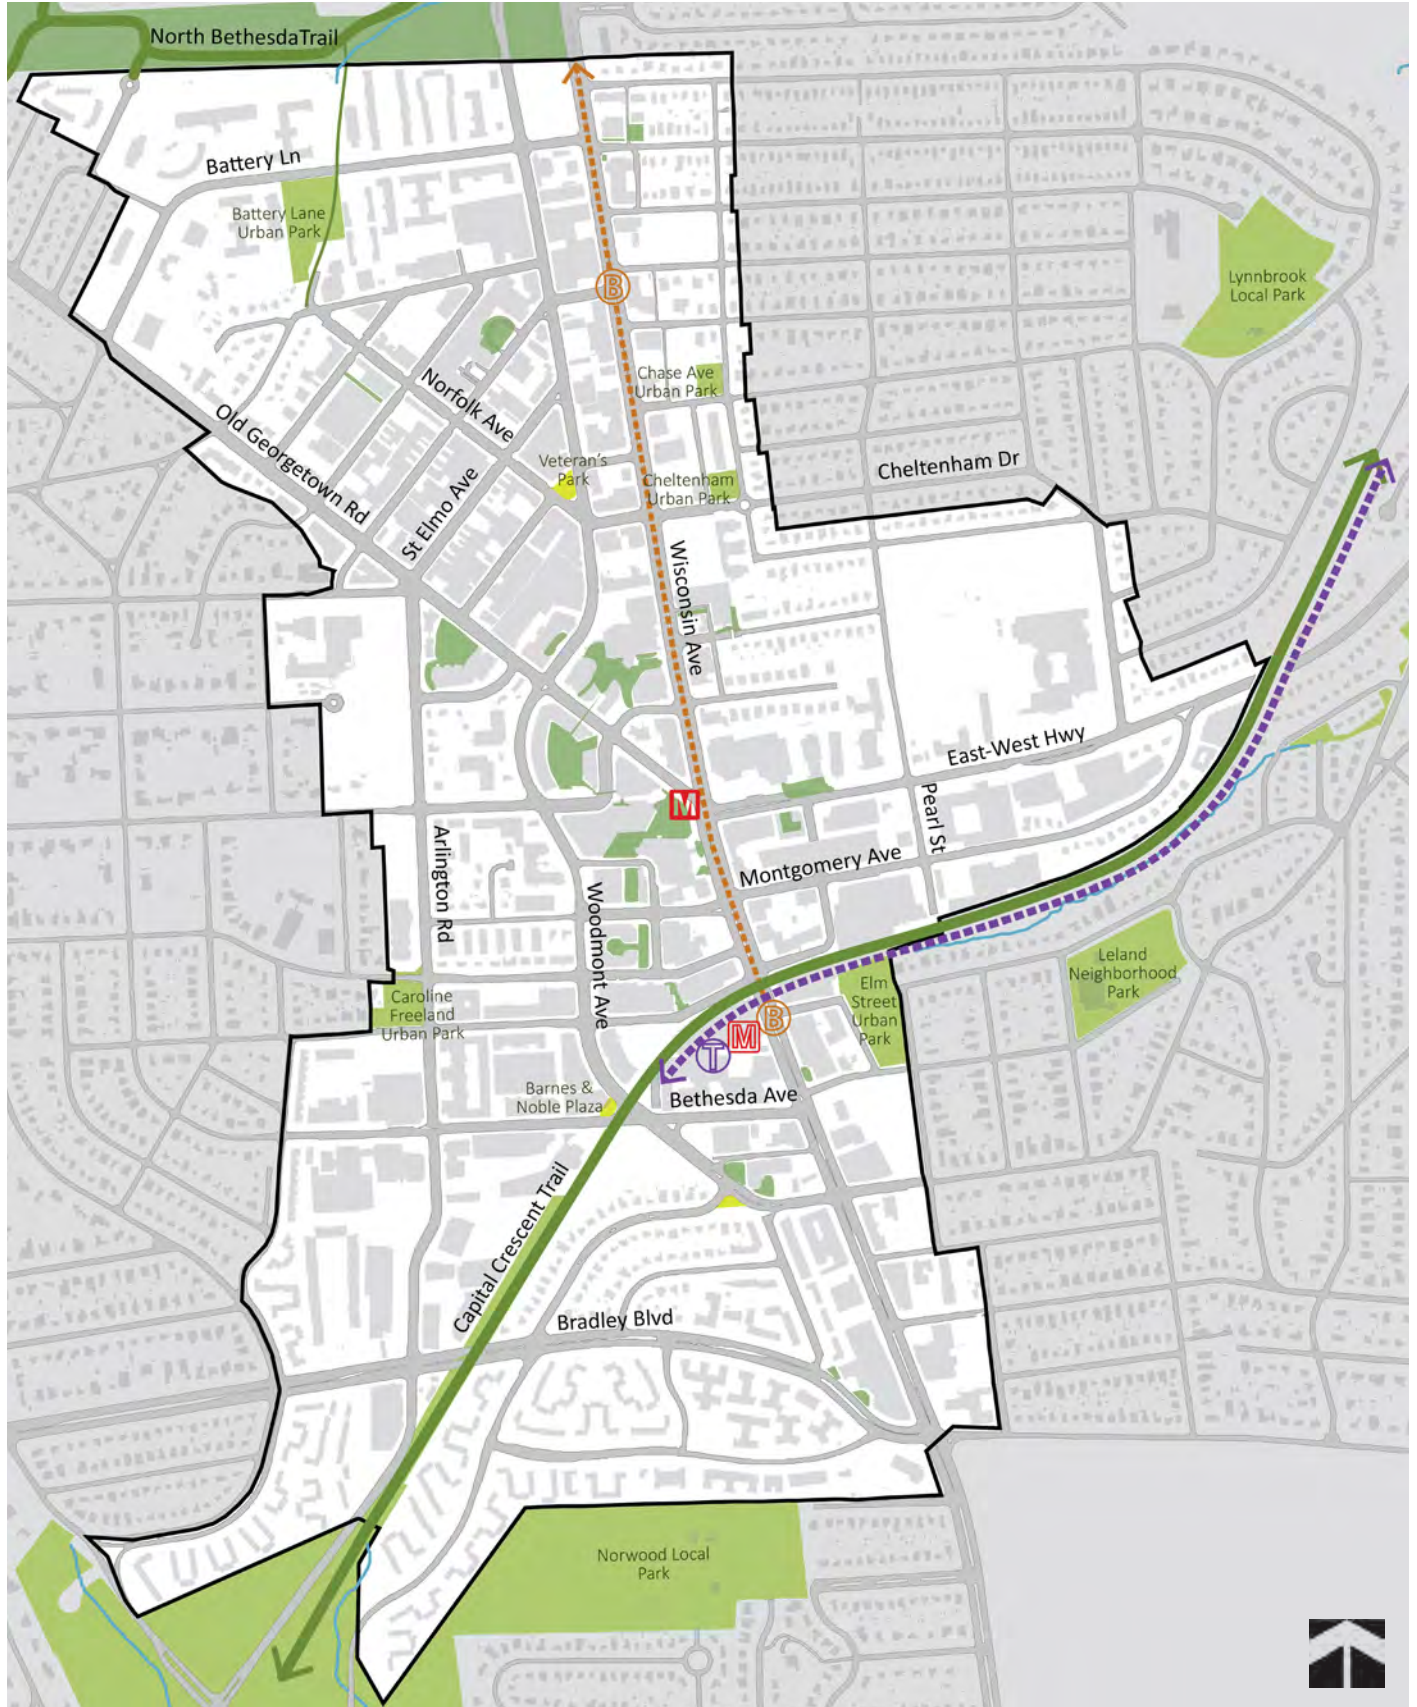 North BethesdaTrail
Battery Ln
Battery Lane
Urban Park
Lynnbrook
Local Park
B
Chase Ave
Urban Park
Norfolk Ave
Old Georgetown Rd
Veteran's
Park
Cheltenham Dr
Cheltenham
Urban Park
St Elmo Ave
Wisconsin Ave
East-West Hwy
M
Pearl St
Arlington Rd
Montgomery Ave
Woodmont Ave
Leland
Neighborhood
Park
Elm
Street
Urban
Park
Caroline
Freeland
Urban Park
B
M
T
Barnes &
Noble Plaza
Bethesda Ave
Capital Crescent Trail
Bradley Blvd
Norwood Local
Park